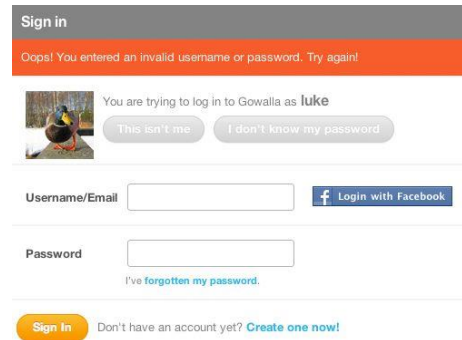 Sign in
Oops! You entered an invalid username or password. Try again!
You are trying to log in to Gowalla as luke
This isn't me I don't know my password
Username/Email Login with Facebook
Password
I've forgotten my password.
Sign In Don't have an account yet? Create one now!